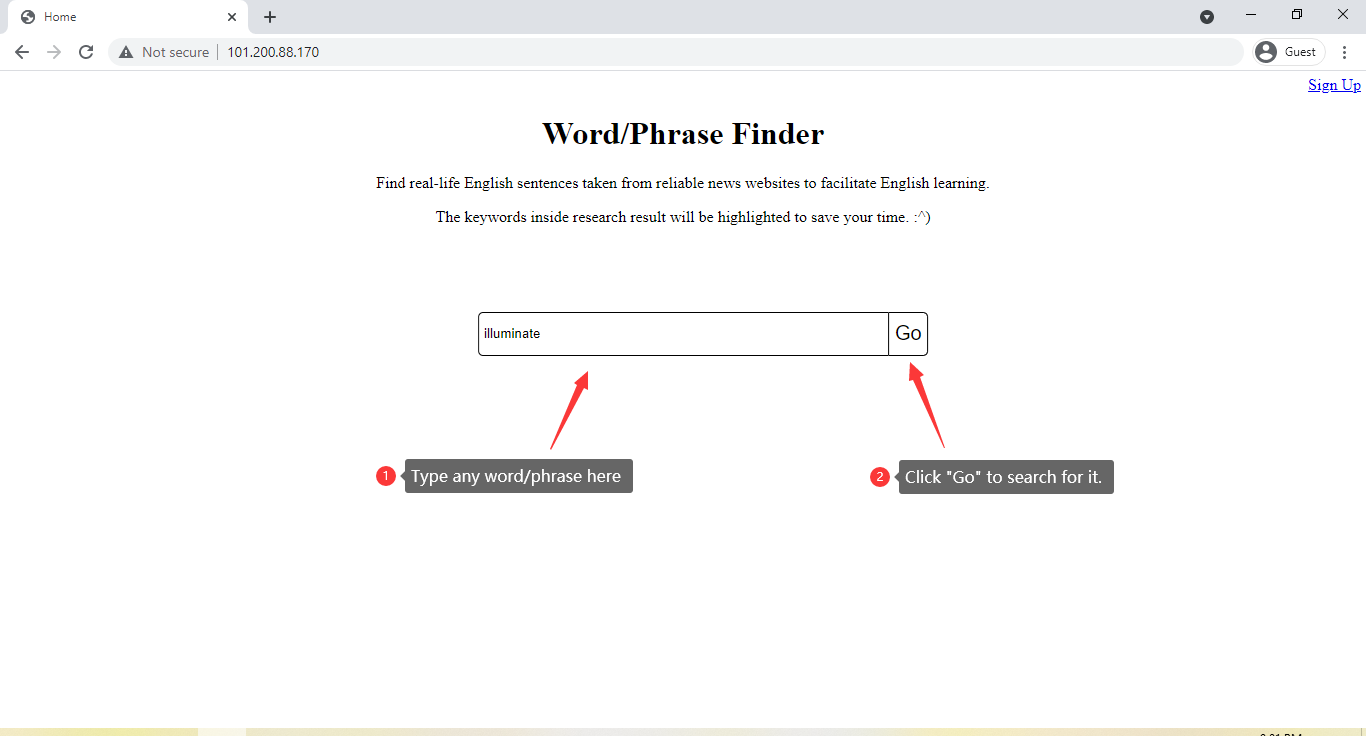 Home
Not secure
101.200.88.170
Guest
Sign Up
Word/Phrase Finder
Find real-life English sentences taken from reliable news websites to facilitate English learning.
The keywords inside research result will be highlighted to save your time. :^)
illuminate
Go
1 Type any word/phrase here
2 Click "Go" to search for it.